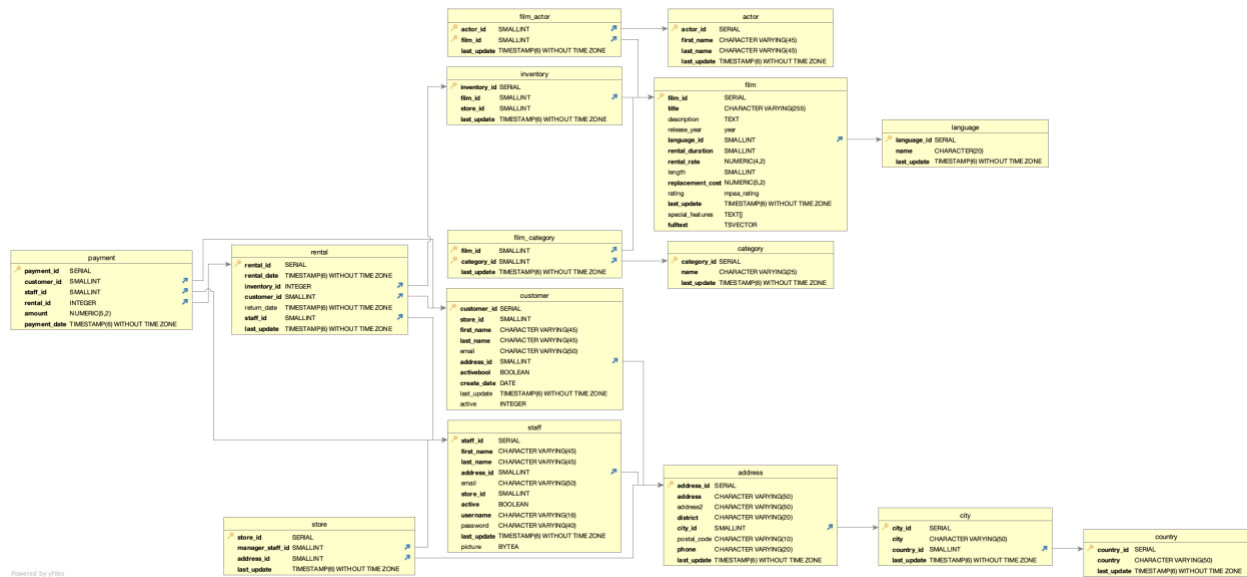 film_actor
actor_id SMALLINT
film_id SMALLINT
last_update TIMESTAMP(6) WITHOUT TIME ZONE
actor
actor_id SERIAL
first_name CHARACTER VARYING(45)
last_name CHARACTER VARYING(45)
last_update TIMESTAMP(6) WITHOUT TIME ZONE
inventory
inventory_id SERIAL
film_id SMALLINT
store_id SMALLINT
last_update TIMESTAMP(6) WITHOUT TIME ZONE
film
film_id SERIAL
title CHARACTER VARYING(255)
description TEXT
release_year year
language_id SMALLINT
rental_duration SMALLINT
rental_rate NUMERIC(4,2)
length SMALLINT
replacement_cost NUMERIC(5,2)
rating mpaa_rating
last_update TIMESTAMP(6) WITHOUT TIME ZONE
special_features TEXT[]
fulltext TSVECTOR
language
language_id SERIAL
name CHARACTER(20)
last_update TIMESTAMP(6) WITHOUT TIME ZONE
film_category
film_id SMALLINT
category_id SMALLINT
last_update TIMESTAMP(6) WITHOUT TIME ZONE
category
category_id SERIAL
name CHARACTER VARYING(25)
last_update TIMESTAMP(6) WITHOUT TIME ZONE
payment
payment_id SERIAL
customer_id SMALLINT
staff_id SMALLINT
rental_id INTEGER
amount NUMERIC(5,2)
payment_date TIMESTAMP(6) WITHOUT TIME ZONE
rental
rental_id SERIAL
rental_date TIMESTAMP(6) WITHOUT TIME ZONE
inventory_id INTEGER
customer_id SMALLINT
return_date TIMESTAMP(6) WITHOUT TIME ZONE
staff_id SMALLINT
last_update TIMESTAMP(6) WITHOUT TIME ZONE
customer
customer_id SERIAL
store_id SMALLINT
first_name CHARACTER VARYING(45)
last_name CHARACTER VARYING(45)
email CHARACTER VARYING(50)
address_id SMALLINT
activebool BOOLEAN
create_date DATE
last_update TIMESTAMP(6) WITHOUT TIME ZONE
active INTEGER
staff
staff_id SERIAL
first_name CHARACTER VARYING(45)
last_name CHARACTER VARYING(45)
address_id SMALLINT
email CHARACTER VARYING(50)
store_id SMALLINT
active BOOLEAN
username CHARACTER VARYING(16)
password CHARACTER VARYING(40)
last_update TIMESTAMP(6) WITHOUT TIME ZONE
picture BYTEA
address
address_id SERIAL
address CHARACTER VARYING(50)
address2 CHARACTER VARYING(50)
district CHARACTER VARYING(20)
city_id SMALLINT
postal_code CHARACTER VARYING(10)
phone CHARACTER VARYING(20)
last_update TIMESTAMP(6) WITHOUT TIME ZONE
store
store_id SERIAL
manager_staff_id SMALLINT
address_id SMALLINT
last_update TIMESTAMP(6) WITHOUT TIME ZONE
city
city_id SERIAL
city CHARACTER VARYING(50)
country_id SMALLINT
last_update TIMESTAMP(6) WITHOUT TIME ZONE
country
country_id SERIAL
country CHARACTER VARYING(50)
last_update TIMESTAMP(6) WITHOUT TIME ZONE
Powered by yFiles